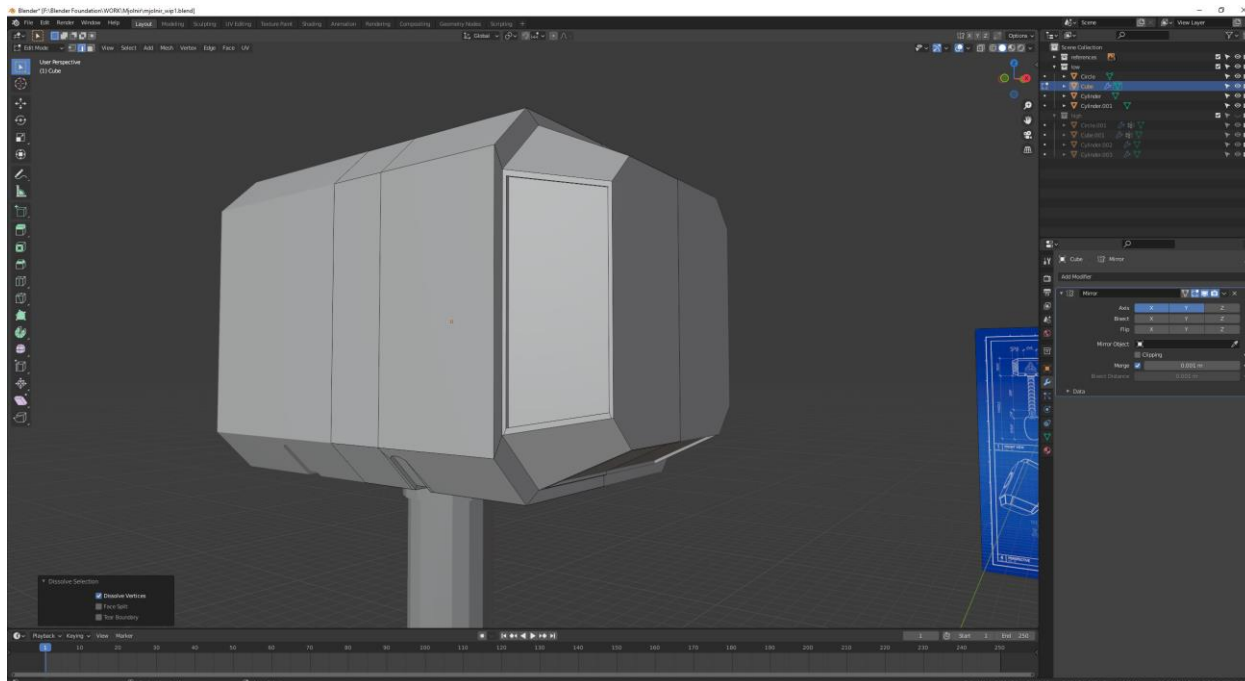 Blender* [F:\Blender Foundation\WORK\Mjolnir\mjolnir_wip1.blend]
File Edit Render Window Help Layout Modeling Sculpting UV Editing Texture Paint Shading Animation Rendering Compositing Geometry Nodes Scripting + Scene View Layer
Global Options
Edit Mode View Select Add Mesh Vertex Edge Face UV
User Perspective
(1) Cube
Scene Collection
references
low
Circle
Cube
Cylinder
Cylinder.001
high
Circle.001
Cube.001
Cylinder.002
Cylinder.003
Cube Mirror
Add Modifier
Mirror
Axis X Y Z
Bisect X Y Z
Flip X Y Z
Mirror Object
Clipping
Merge 0.001 m
Bisect Distance 0.001 m
Data
Dissolve Selection
Dissolve Vertices
Face Split
Tear Boundary
Playback Keying View Marker 1 Start 1 End 250
1 10 20 30 40 50 60 70 80 90 100 110 120 130 140 150 160 170 180 190 200 210 220 230 240 250